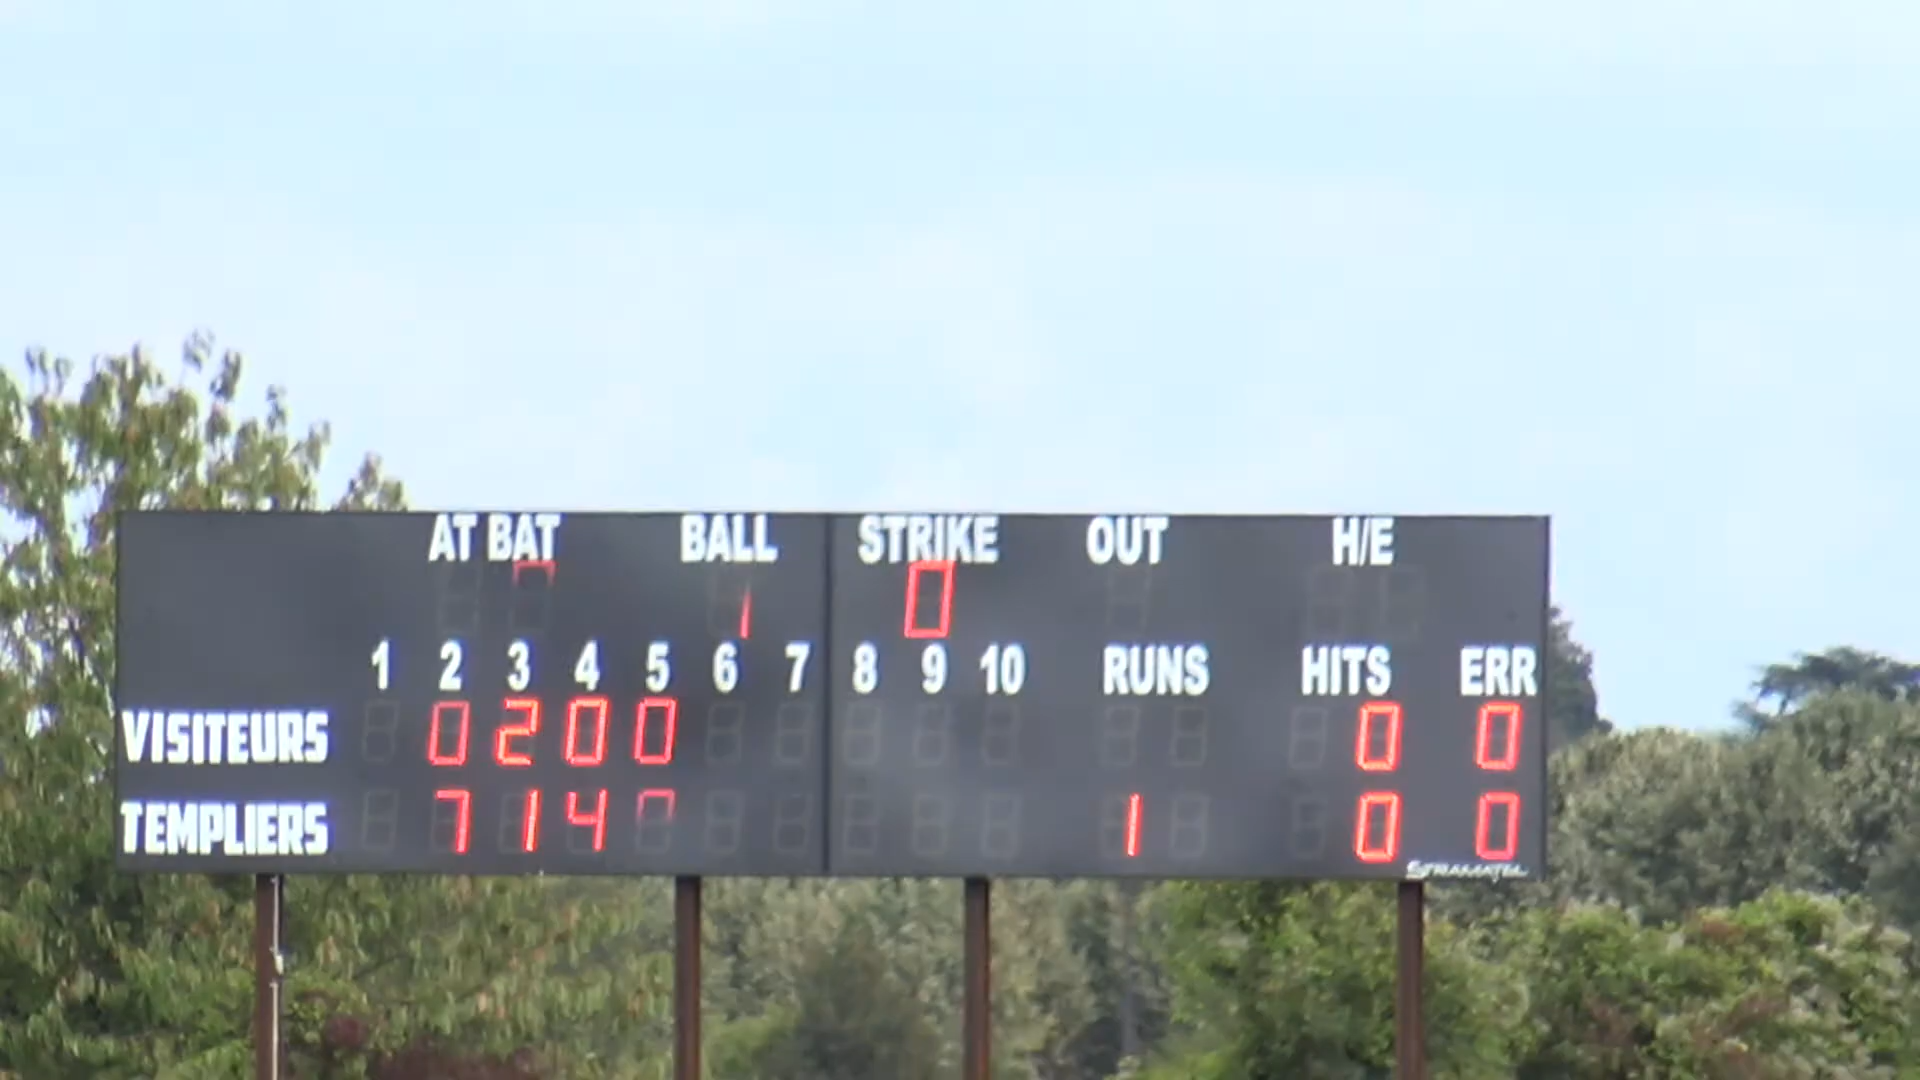 AT BAT BALL STRIKE OUT H/E
0
1 2 3 4 5 6 7 8 9 10 RUNS HITS ERR
VISITEURS 0 2 0 0 0 0
TEMPLIERS 7 1 4 1 0 0
STRAMATEL